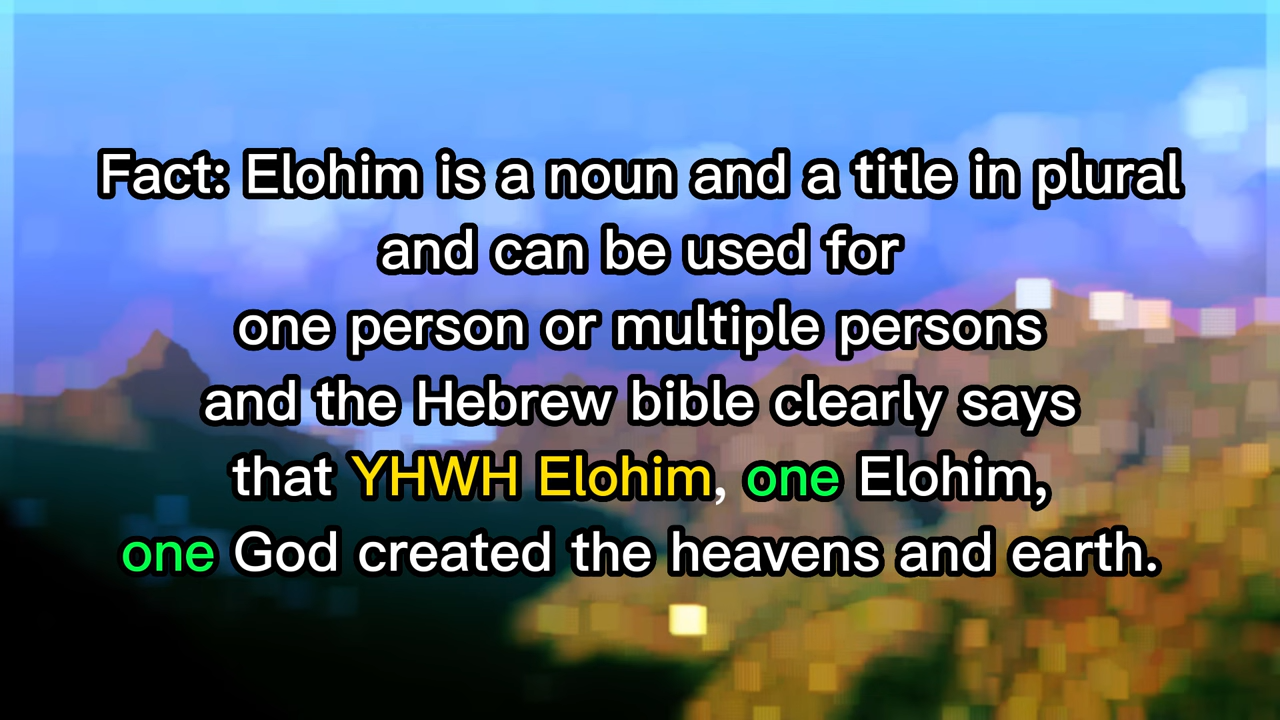 Fact: Elohim is a noun and a title in plural
and can be used for
one person or multiple persons
and the Hebrew bible clearly says
that YHWH Elohim, one Elohim,
one God created the heavens and earth.